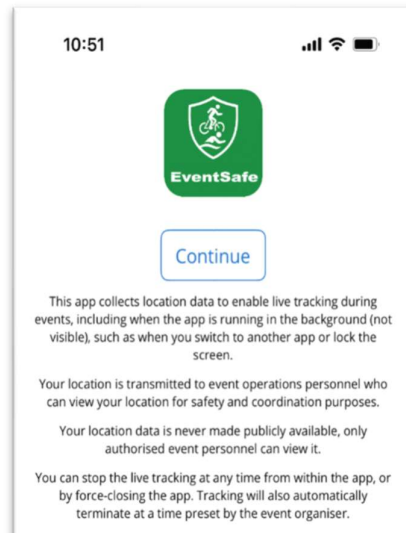 10:51
EventSafe
Continue
This app collects location data to enable live tracking during
events, including when the app is running in the background (not
visible), such as when you switch to another app or lock the
screen.
Your location is transmitted to event operations personnel who
can view your location for safety and coordination purposes.
Your location data is never made publicly available, only
authorised event personnel can view it.
You can stop the live tracking at any time from within the app, or
by force-closing the app. Tracking will also automatically
terminate at a time preset by the event organiser.